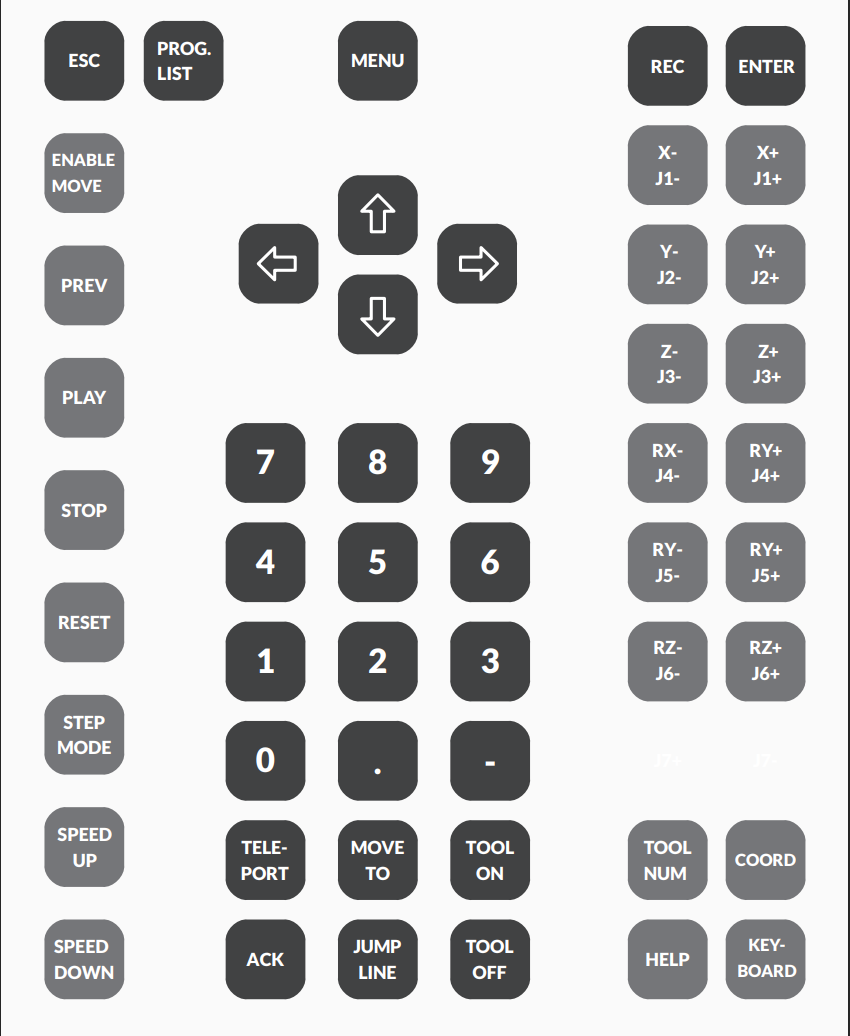 ESC
PROG.
LIST
MENU
REC
ENTER
ENABLE
MOVE
PREV
PLAY
STOP
RESET
STEP
MODE
SPEED
UP
SPEED
DOWN
7
8
9
4
5
6
1
2
3
0
.
-
TELE-
PORT
MOVE
TO
TOOL
ON
ACK
JUMP
LINE
TOOL
OFF
X-
J1-
X+
J1+
Y-
J2-
Y+
J2+
Z-
J3-
Z+
J3+
RX-
J4-
RY+
J4+
RY-
J5-
RY+
J5+
RZ-
J6-
RZ+
J6+
J7+
J7-
TOOL
NUM
COORD
HELP
KEY-
BOARD